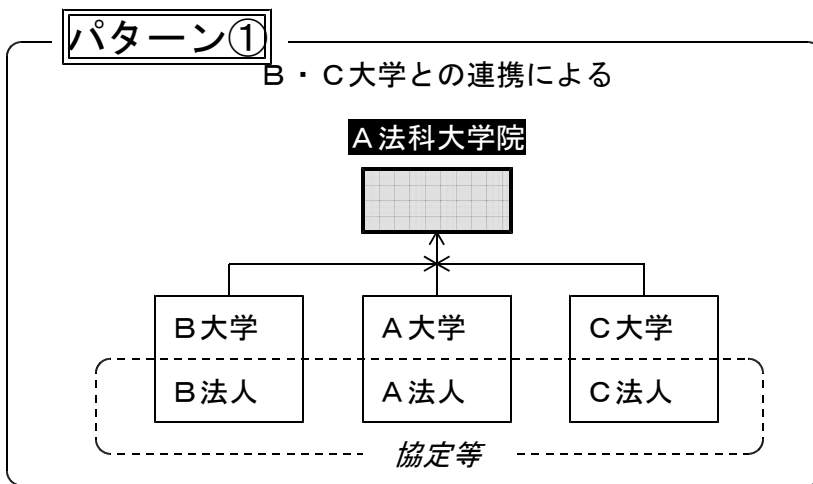 パターン①
Ｂ・Ｃ大学との連携による
Ａ法科大学院
Ｂ大学
Ａ大学
Ｃ大学
Ｂ法人
Ａ法人
Ｃ法人
協定等